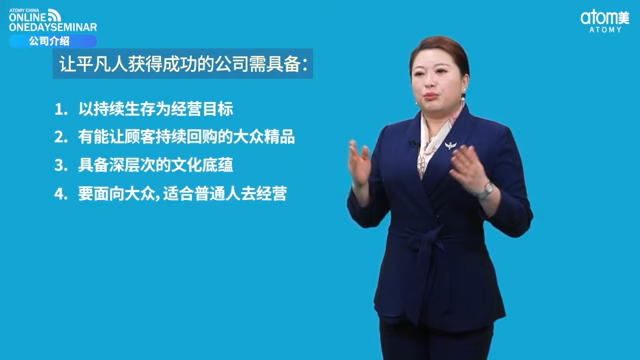 ATOMY CHINA
ONLINE
ONEDAYSEMINAR
公司介绍
atom美
ATOMY
让平凡人获得成功的公司需具备：
1. 以持续生存为经营目标
2. 有能让顾客持续回购的大众精品
3. 具备深层次的文化底蕴
4. 要面向大众，适合普通人去经营